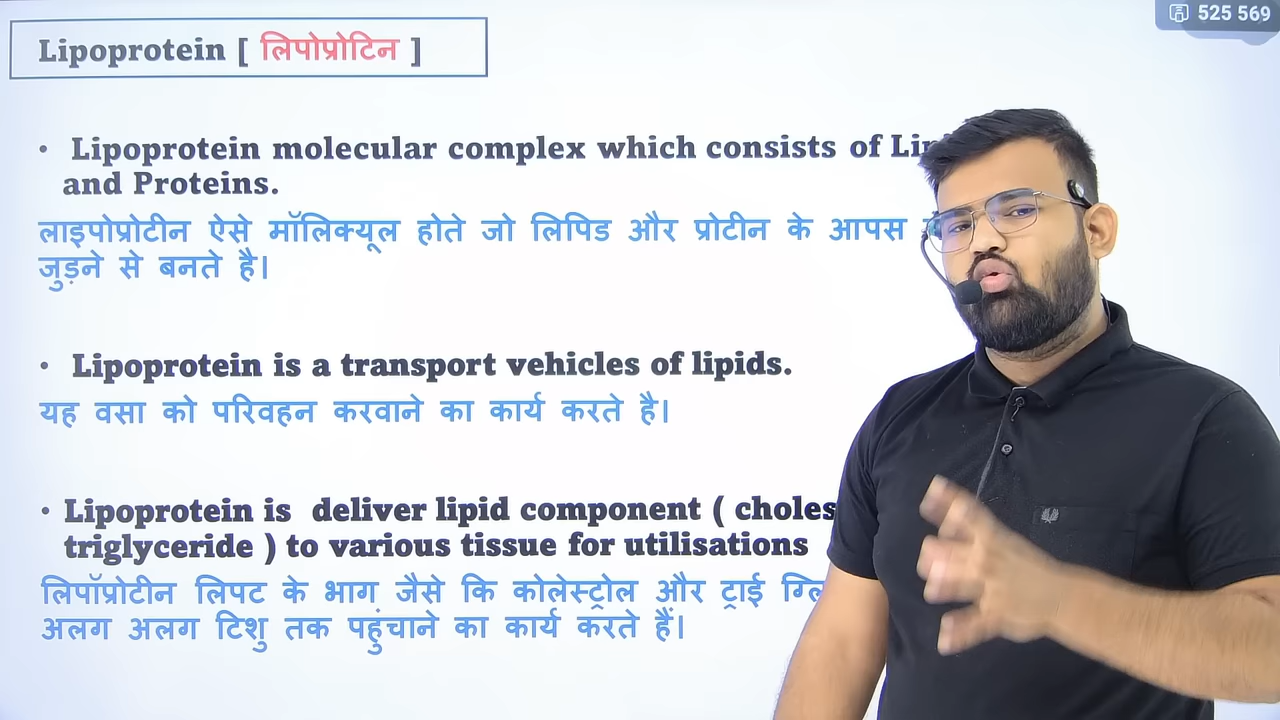 525 569
Lipoprotein [ लिपोप्रोटिन ]
• Lipoprotein molecular complex which consists of
and Proteins.
लाइपोप्रोटीन ऐसे मॉलिक्यूल होते जो लिपिड और प्रोटीन के आपस
जुड़ने से बनते है।
• Lipoprotein is a transport vehicles of lipids.
यह वसा को परिवहन करवाने का कार्य करते है।
• Lipoprotein is deliver lipid component (
triglyceride ) to various tissue for utilisations
लिपॉप्रोटीन लिपट के भाग जैसे कि कोलेस्ट्रोल और ट्राई
अलग अलग टिशु तक पहुंचाने का कार्य करते हैं।